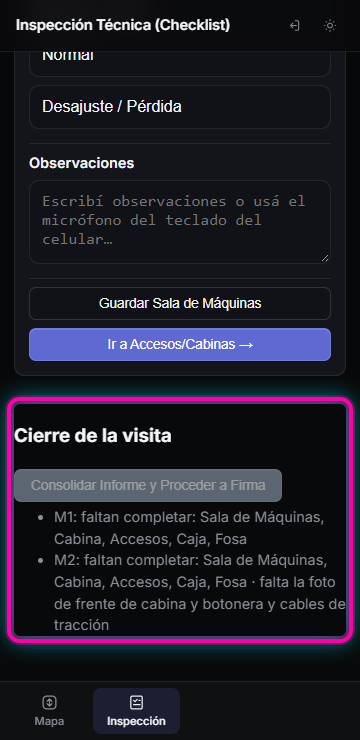 Inspección Técnica (Checklist)
Normal
Desajuste / Pérdida
Observaciones
Escribí observaciones o usá el
micrófono del teclado del
celular…
Guardar Sala de Máquinas
Ir a Accesos/Cabinas →
Cierre de la visita
Consolidar Informe y Proceder a Firma
• M1: faltan completar: Sala de Máquinas,
Cabina, Accesos, Caja, Fosa
• M2: faltan completar: Sala de Máquinas,
Cabina, Accesos, Caja, Fosa · falta la foto
de frente de cabina y botonera y cables de
tracción
Mapa
Inspección